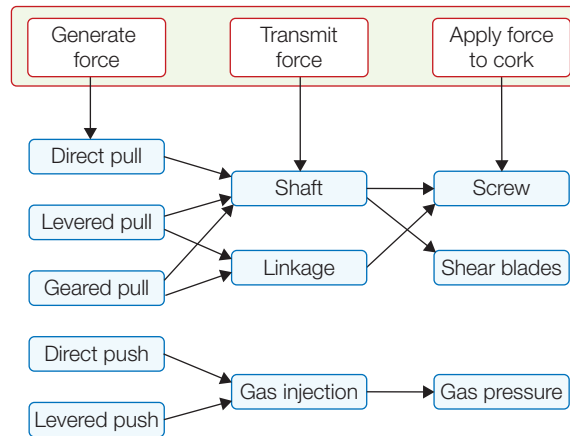 Generate
force
Transmit
force
Apply force
to cork
Direct pull
Levered pull
Geared pull
Shaft
Linkage
Screw
Shear blades
Direct push
Levered push
Gas injection
Gas pressure